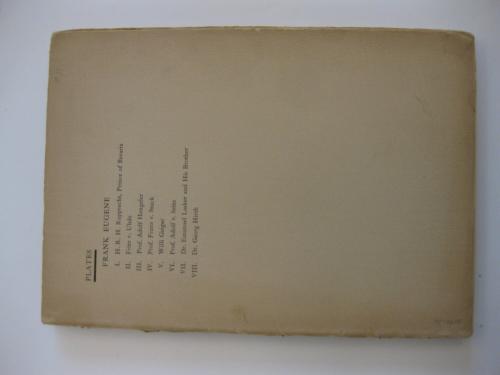 PLATES
FRANK EUGENE
I. H. R. H. Rupprecht, Prince of Bavaria
II. Fritz v. Uhde
III. Prof. Adolf Hengeler
IV. Prof. Franz v. Stuck
V. Willi Geiger
VI. Prof. Adolf v. Seitz
VII. Dr. Emanuel Lasker and His Brother
VIII. Dr. Georg Hirth